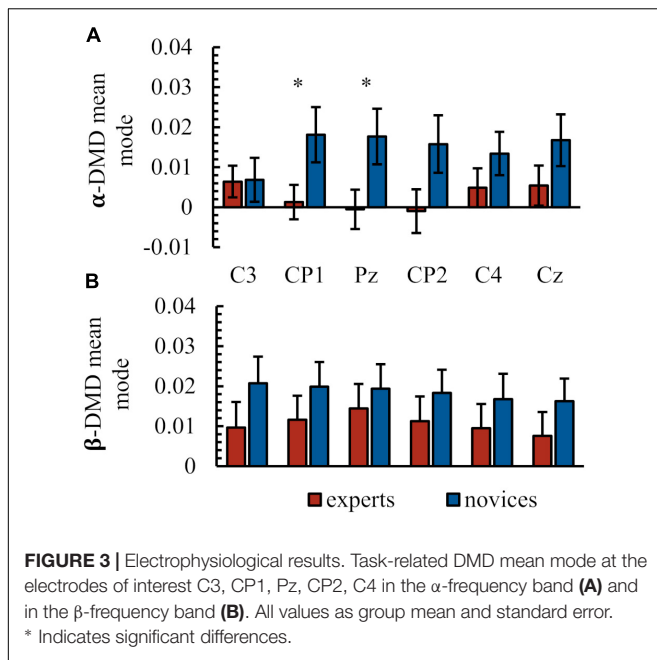 A
0.04
0.03
0.02
0.01
0
-0.01
α-DMD mean
mode
* *
C3 CP1 Pz CP2 C4 Cz
B
0.04
0.03
0.02
0.01
0
β-DMD mean
mode
experts novices
FIGURE 3 | Electrophysiological results. Task-related DMD mean mode at the
electrodes of interest C3, CP1, Pz, CP2, C4 in the α-frequency band (A) and
in the β-frequency band (B). All values as group mean and standard error.
* Indicates significant differences.